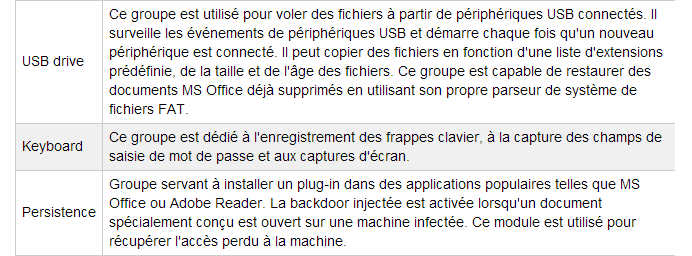 USB drive
Ce groupe est utilisé pour voler des fichiers à partir de périphériques USB connectés. Il
surveille les événements de périphériques USB et démarre chaque fois qu'un nouveau
périphérique est connecté. Il peut copier des fichiers en fonction d'une liste d'extensions
prédéfinie, de la taille et de l'âge des fichiers. Ce groupe est capable de restaurer des
documents MS Office déjà supprimés en utilisant son propre parseur de système de
fichiers FAT.
Keyboard
Ce groupe est dédié à l'enregistrement des frappes clavier, à la capture des champs de
saisie de mot de passe et aux captures d'écran.
Persistence
Groupe servant à installer un plug-in dans des applications populaires telles que MS
Office ou Adobe Reader. La backdoor injectée est activée lorsqu'un document
spécialement conçu est ouvert sur une machine infectée. Ce module est utilisé pour
récupérer l'accès perdu à la machine.